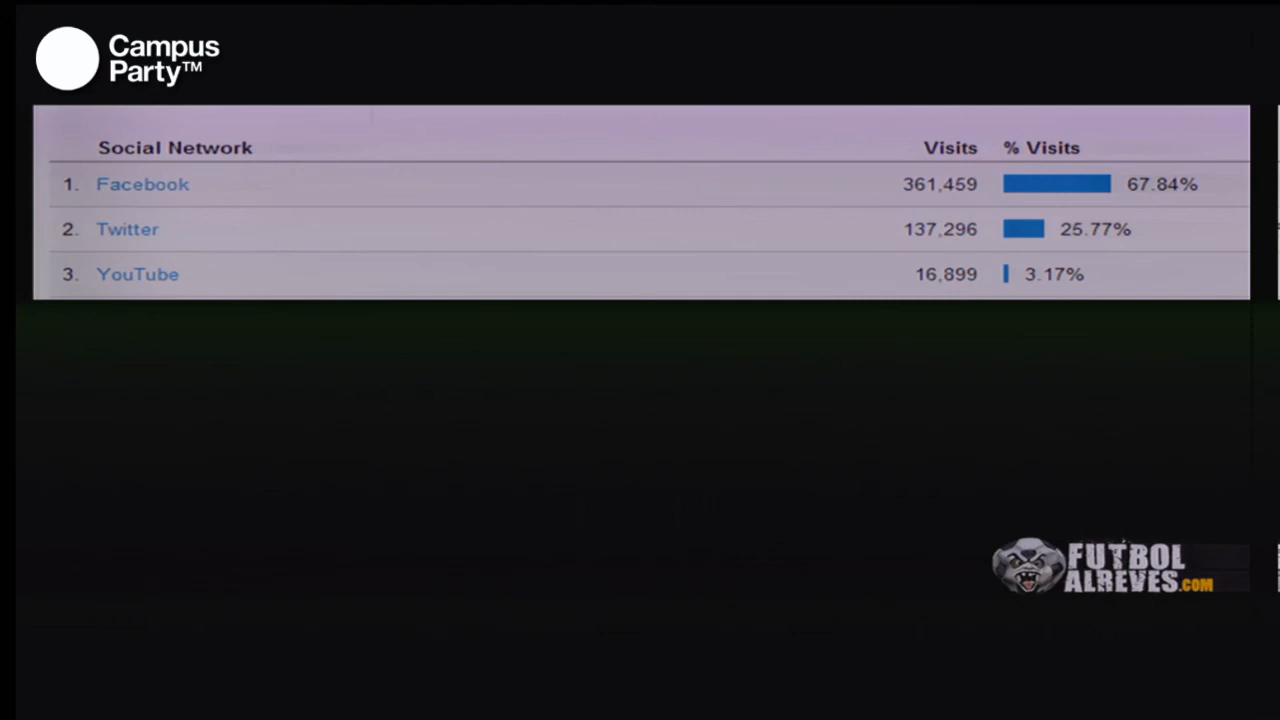 Campus
Party™
Social Network Visits % Visits
1. Facebook 361,459 67.84%
2. Twitter 137,296 25.77%
3. YouTube 16,899 3.17%
FUTBOL
ALREVES.COM